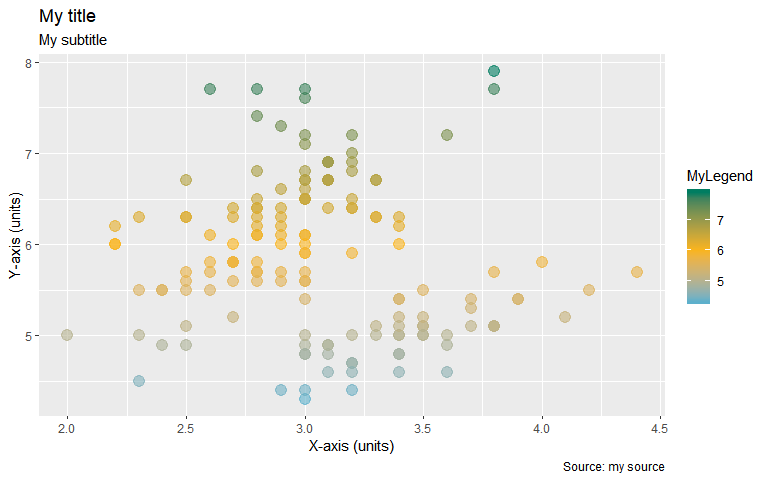 My title
My subtitle
8
7
6
5
Y-axis (units)
2.0 2.5 3.0 3.5 4.0 4.5
X-axis (units)
Source: my source
MyLegend
7
6
5